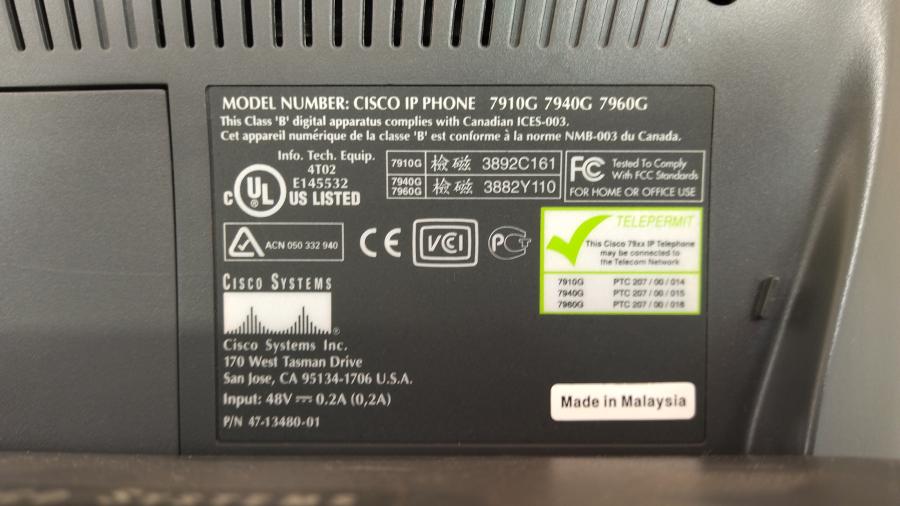 MODEL NUMBER: CISCO IP PHONE 7910G 7940G 7960G
This Class 'B' digital apparatus complies with Canadian ICES-003.
Cet appareil numérique de la classe 'B' est conforme à la norme NMB-003 du Canada.
Info. Tech. Equip.
4T02
E145532
C UL ® US LISTED
7910G 檢磁 3892C161
7940G
7960G 檢磁 3882Y110
FC Tested To Comply
With FCC Standards
FOR HOME OR OFFICE USE
ACN 050 332 940
CE
VCI
TELEPERMIT
This Cisco 79xx IP Telephone
may be connected to
the Telecom Network
7910G PTC 207 / 00 / 014
7940G PTC 207 / 00 / 015
7960G PTC 207 / 00 / 016
CISCO SYSTEMS
®
Cisco Systems Inc.
170 West Tasman Drive
San Jose, CA 95134-1706 U.S.A.
Input: 48V ⎓ 0.2A (0,2A)
P/N 47-13480-01
Made in Malaysia
SYSTEMS